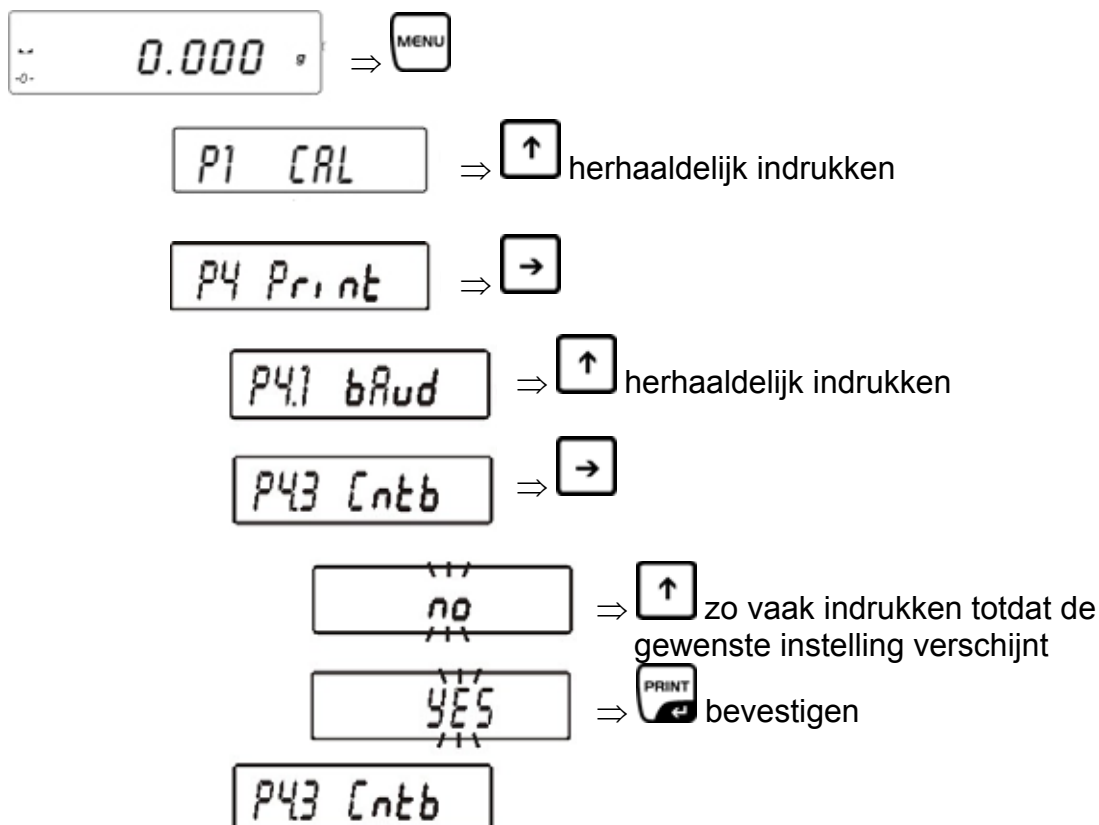 0.000 g
-0-
⇒ MENU
P1 CAL ⇒ ↑ herhaaldelijk indrukken
P4 Print ⇒ →
P4.1 bAud ⇒ ↑ herhaaldelijk indrukken
P4.3 Cntb ⇒ →
no ⇒ ↑ zo vaak indrukken totdat de
gewenste instelling verschijnt
YES ⇒ PRINT ↵ bevestigen
P4.3 Cntb